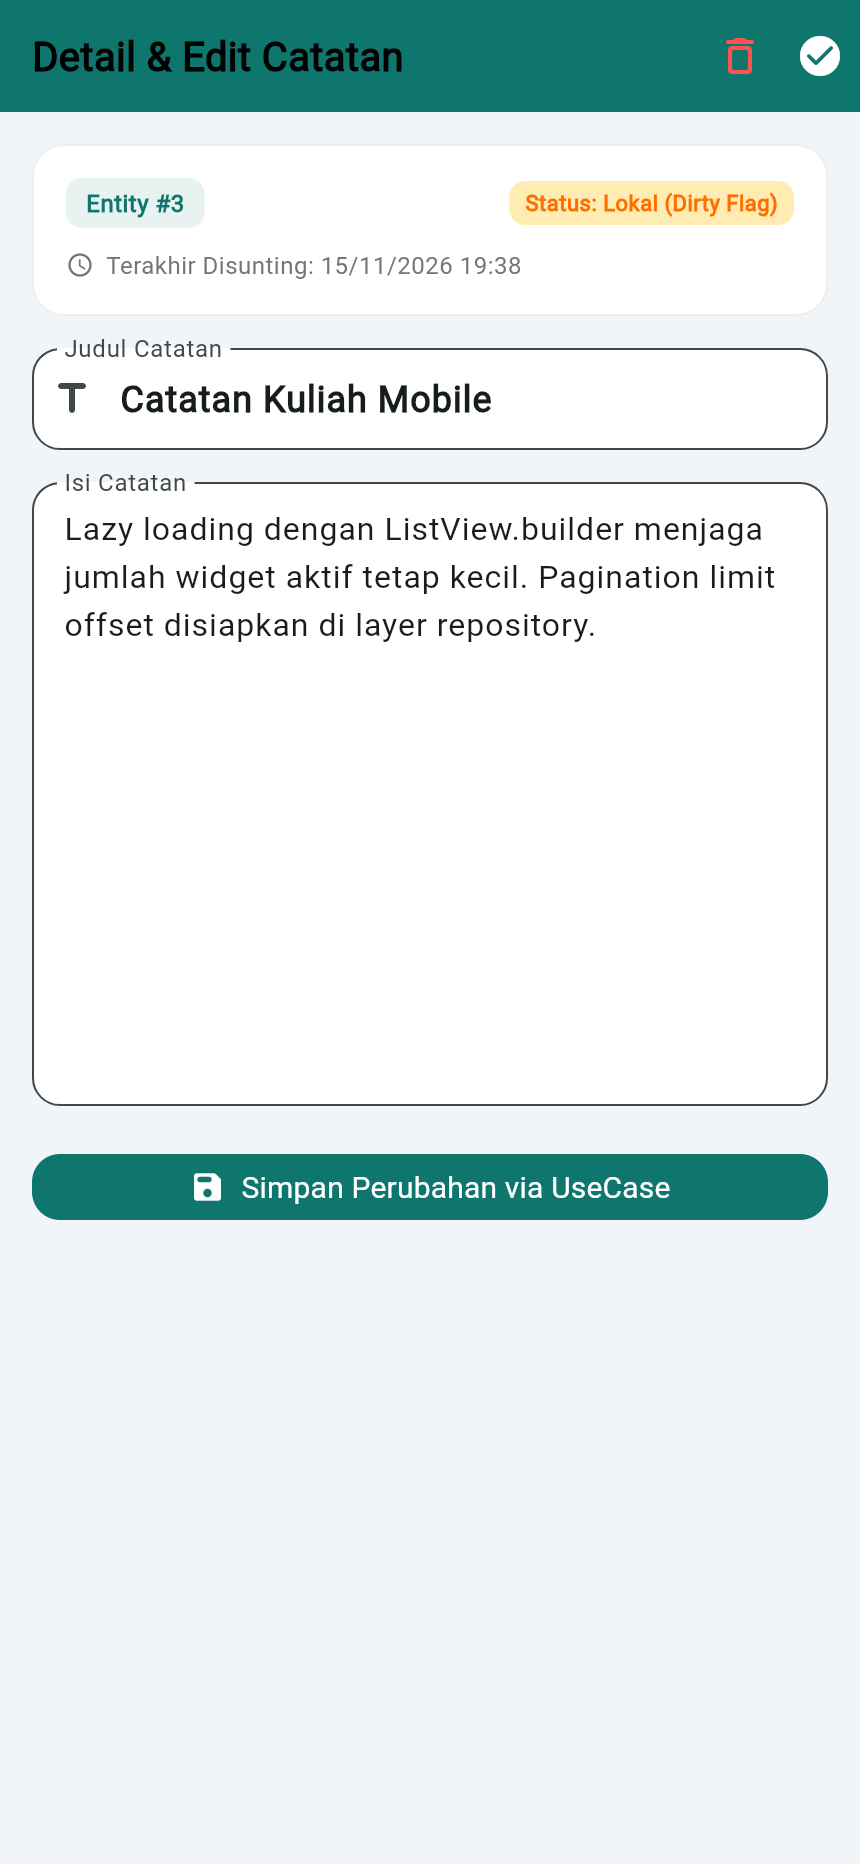 Detail & Edit Catatan
Entity #3
Status: Lokal (Dirty Flag)
Terakhir Disunting: 15/11/2026 19:38
Judul Catatan
Catatan Kuliah Mobile
Isi Catatan
Lazy loading dengan ListView.builder menjaga
jumlah widget aktif tetap kecil. Pagination limit
offset disiapkan di layer repository.
Simpan Perubahan via UseCase